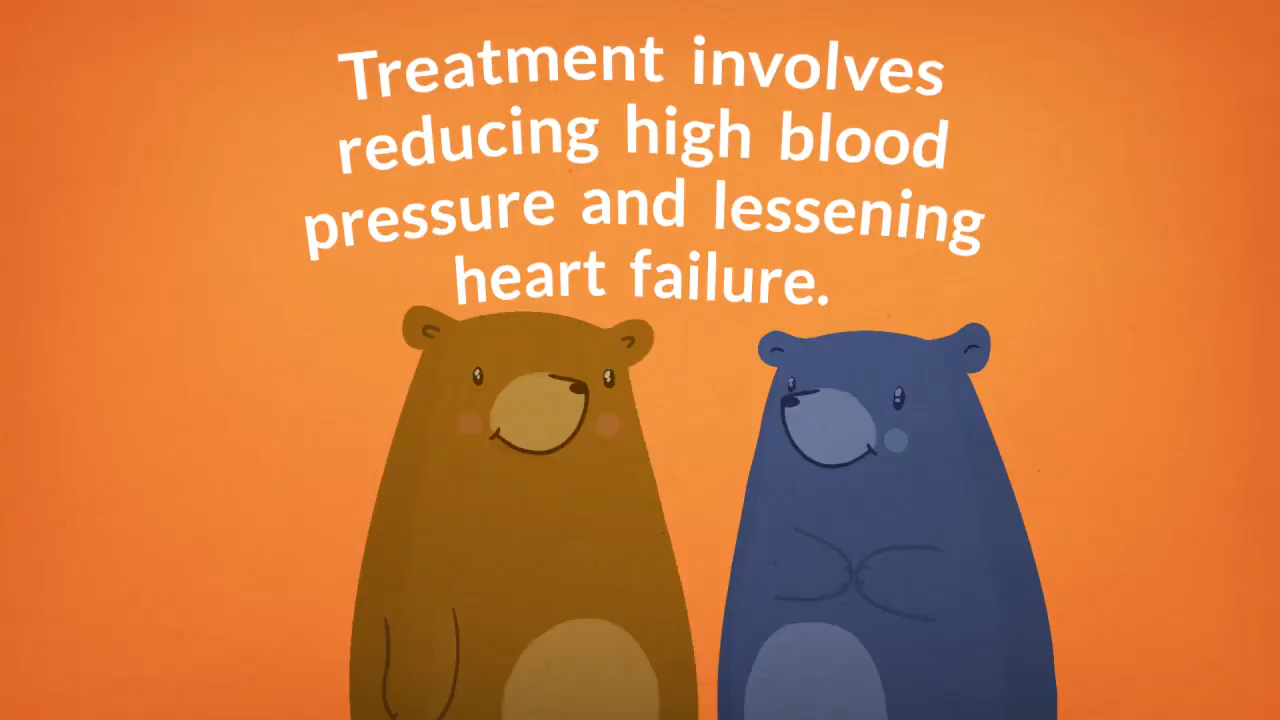 Treatment involves
reducing high blood
pressure and lessening
heart failure.